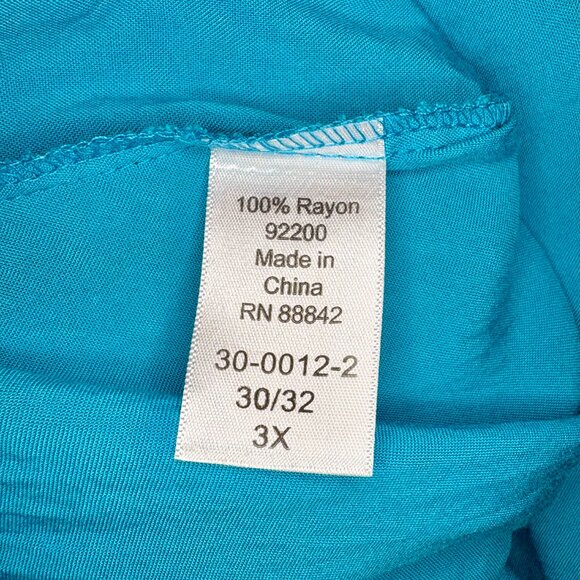 100% Rayon
92200
Made in
China
RN 88842
30-0012-2
30/32
3X